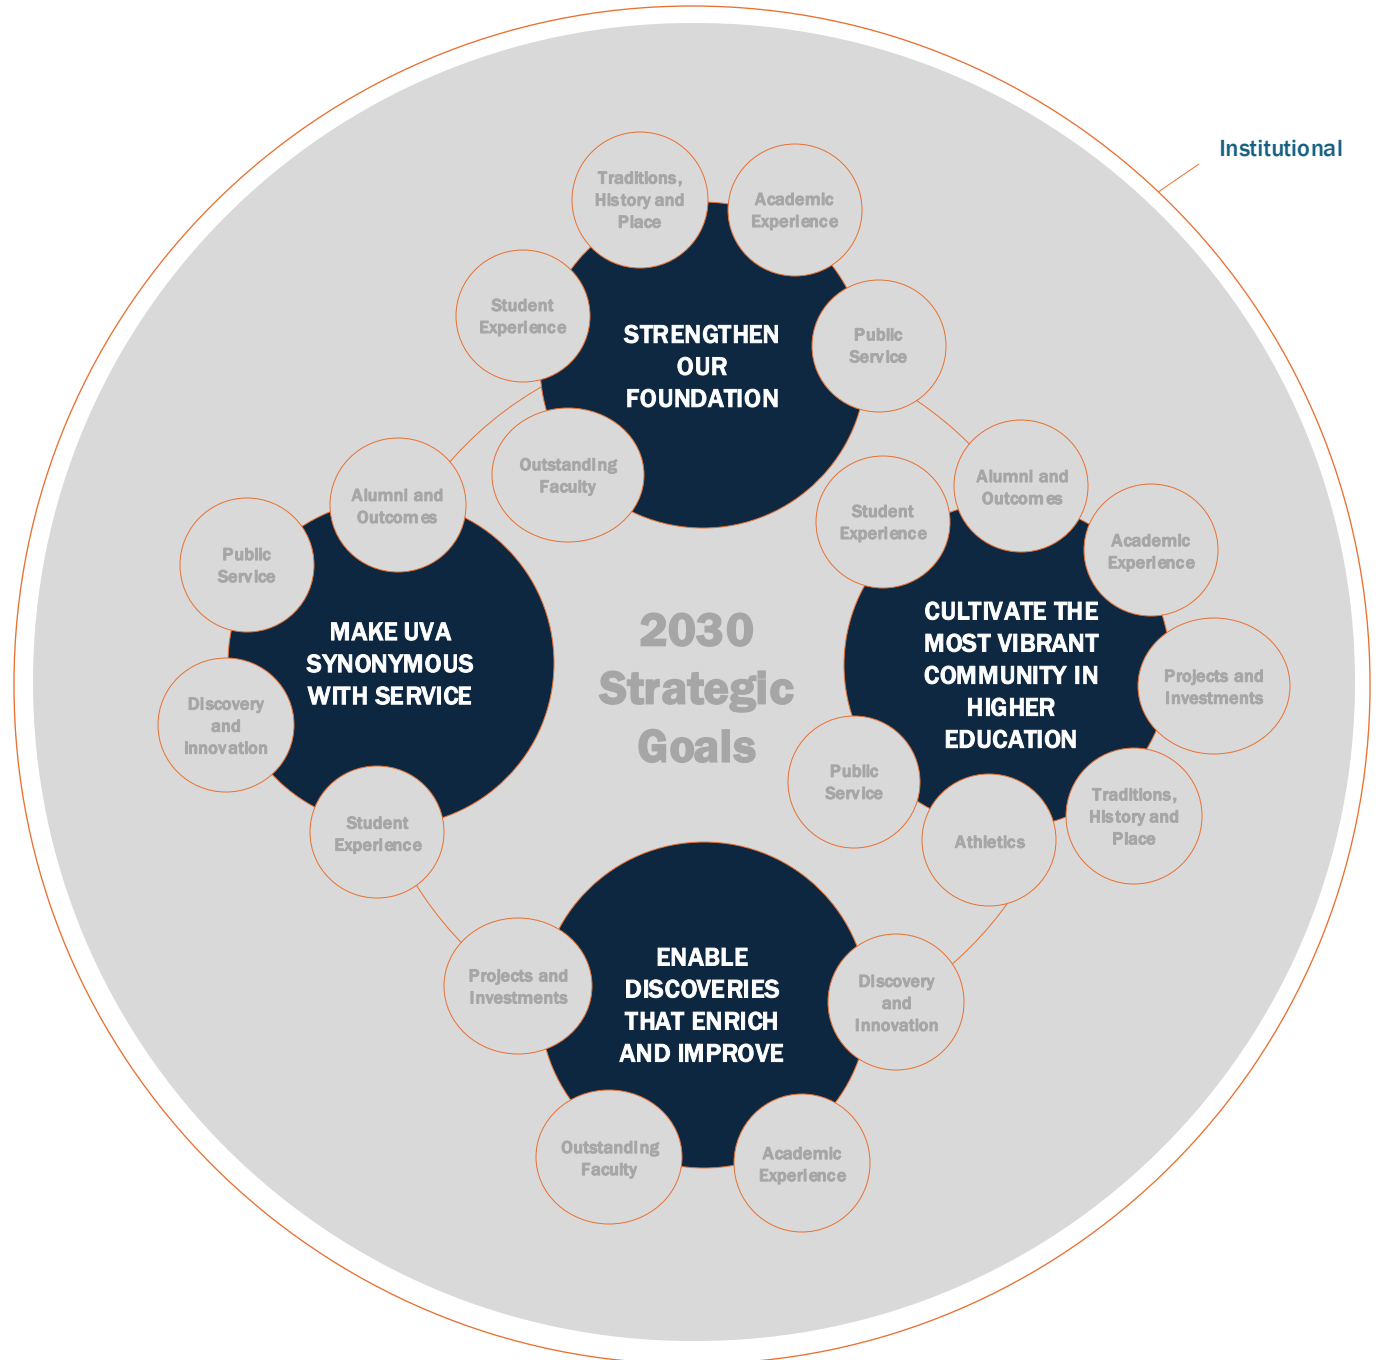 Institutional
Traditions,
History and
Place
Academic
Experience
Student
Experience
STRENGTHEN
OUR
FOUNDATION
Public
Service
Outstanding
Faculty
Alumni and
Outcomes
Public
Service
MAKE UVA
SYNONYMOUS
WITH SERVICE
Discovery
and
Innovation
Student
Experience
2030
Strategic
Goals
Student
Experience
Alumni and
Outcomes
Academic
Experience
CULTIVATE THE
MOST VIBRANT
COMMUNITY IN
HIGHER
EDUCATION
Projects and
Investments
Public
Service
Athletics
Traditions,
History and
Place
ENABLE
DISCOVERIES
THAT ENRICH
AND IMPROVE
Projects and
Investments
Discovery
and
Innovation
Outstanding
Faculty
Academic
Experience